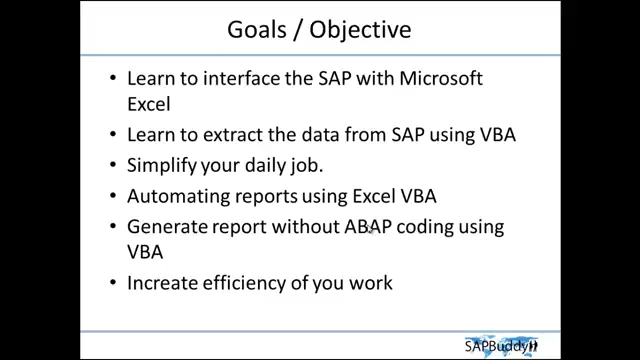 Goals / Objective
• Learn to interface the SAP with Microsoft
Excel
• Learn to extract the data from SAP using VBA
• Simplify your daily job.
• Automating reports using Excel VBA
• Generate report without ABAP coding using
VBA
• Increate efficiency of you work
SAPBuddy